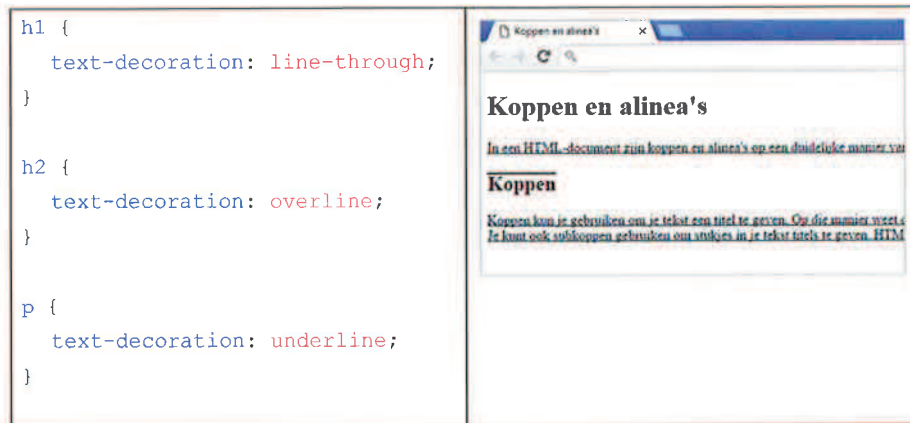 h1 {
text-decoration: line-through;
}
h2 {
text-decoration: overline;
}
p {
text-decoration: underline;
}
Koppen en alinea's
Koppen en alinea's
In een HTML-document zijn koppen en alinea's op een duidelijke manier van
Koppen
Koppen kun je gebruiken om je tekst een titel te geven. Op die manier weet
Je kunt ook subkoppen gebruiken om stukjes in je tekst titels te geven. HTM